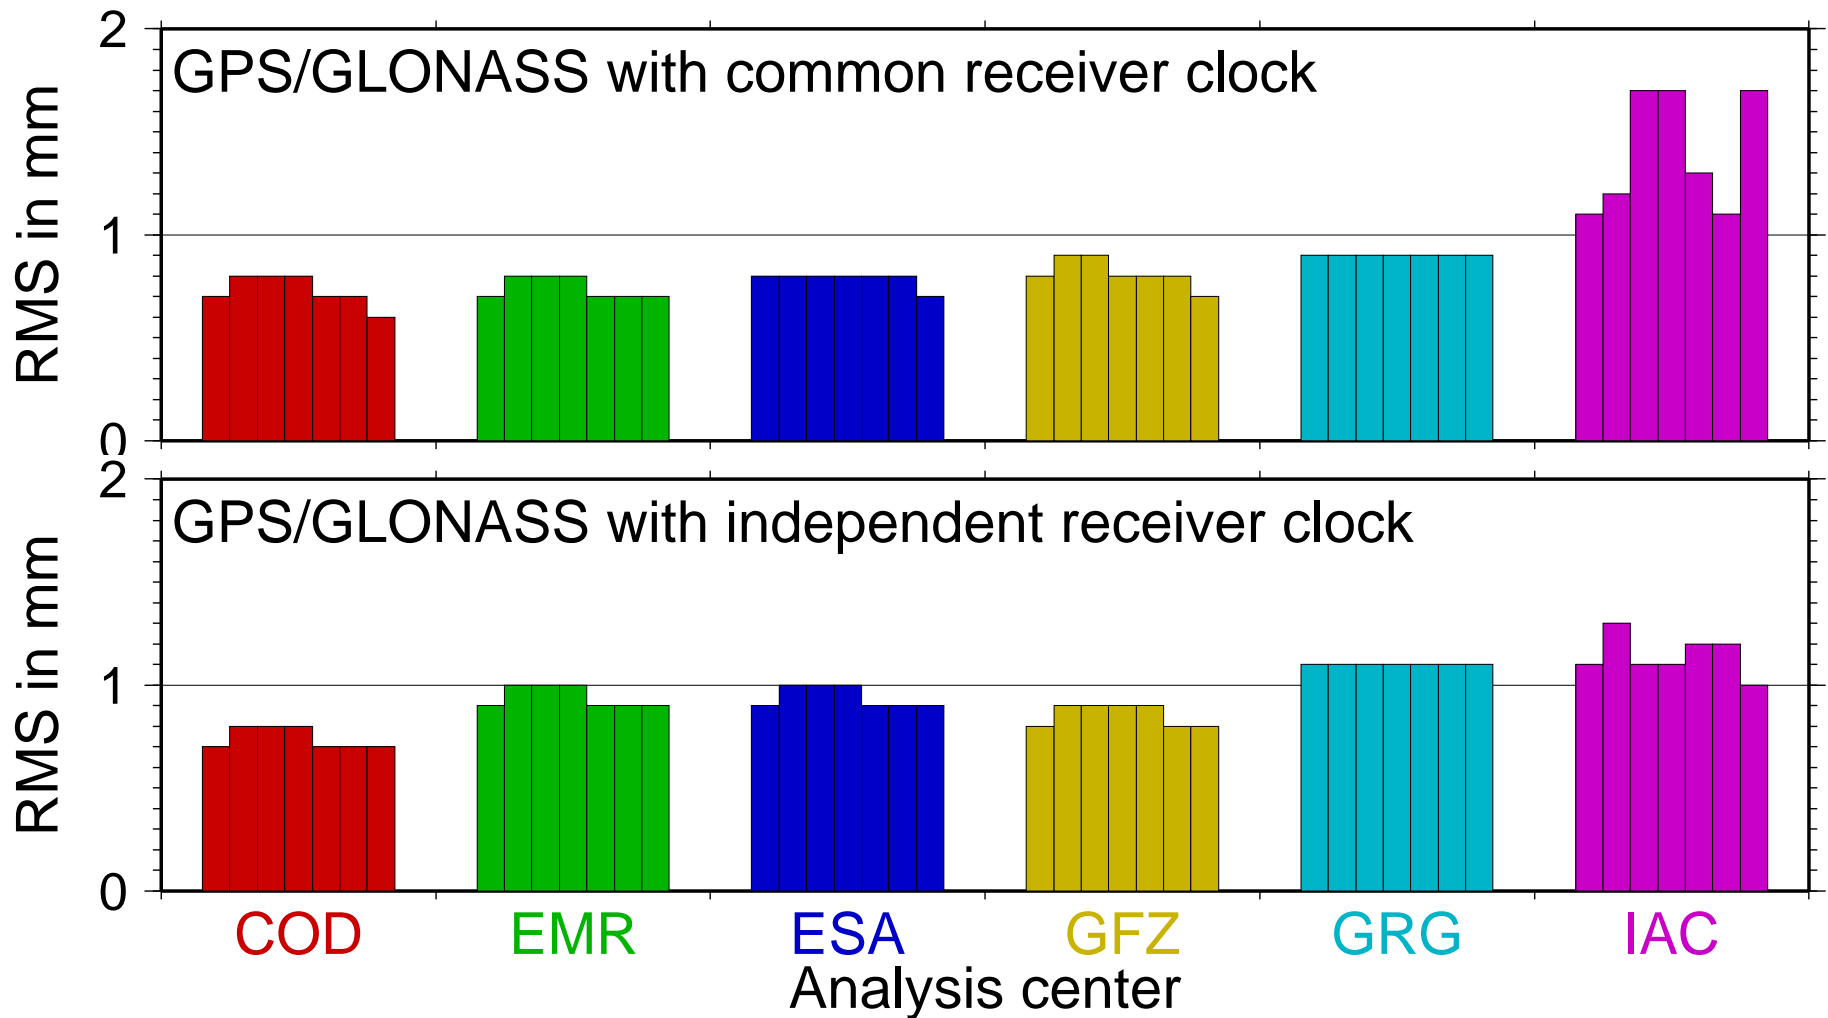 2
GPS/GLONASS with common receiver clock
RMS in mm
1
0
2
GPS/GLONASS with independent receiver clock
RMS in mm
1
0
COD EMR ESA GFZ GRG IAC
Analysis center